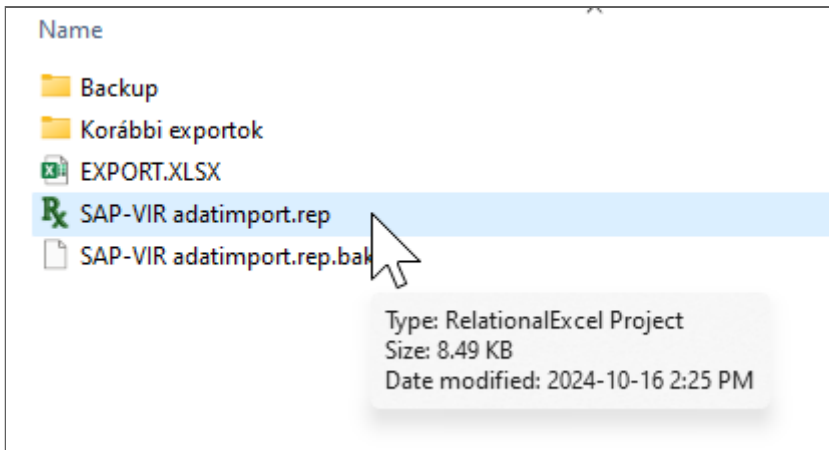 Name
Backup
Korábbi exportok
EXPORT.XLSX
SAP-VIR adatimport.rep
SAP-VIR adatimport.rep.bak
Type: RelationalExcel Project
Size: 8.49 KB
Date modified: 2024-10-16 2:25 PM